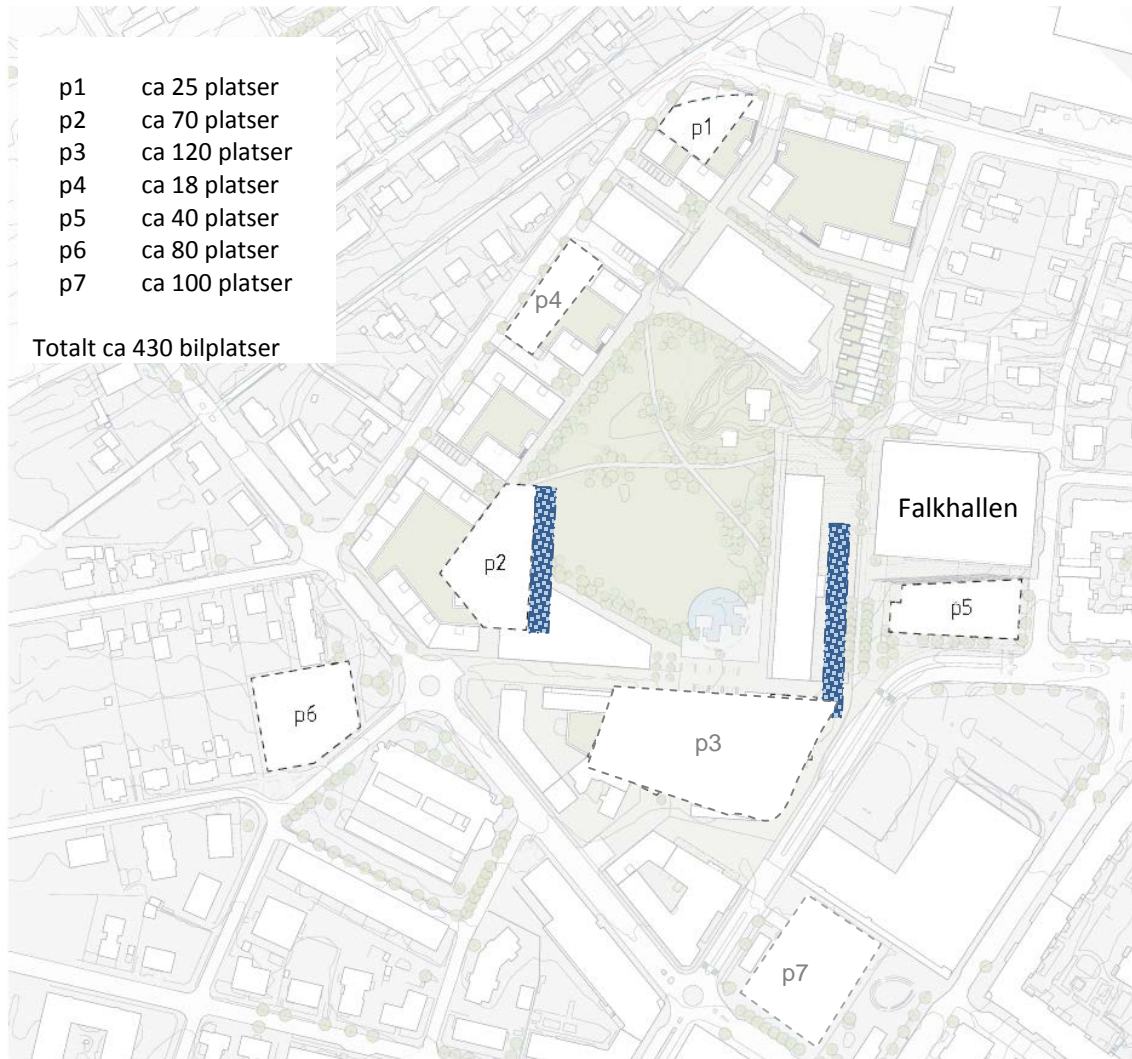 p1 ca 25 platser
p2 ca 70 platser
p3 ca 120 platser
p4 ca 18 platser
p5 ca 40 platser
p6 ca 80 platser
p7 ca 100 platser
Totalt ca 430 bilplatser
p1
p4
Falkhallen
p2
p5
p6
p3
p7